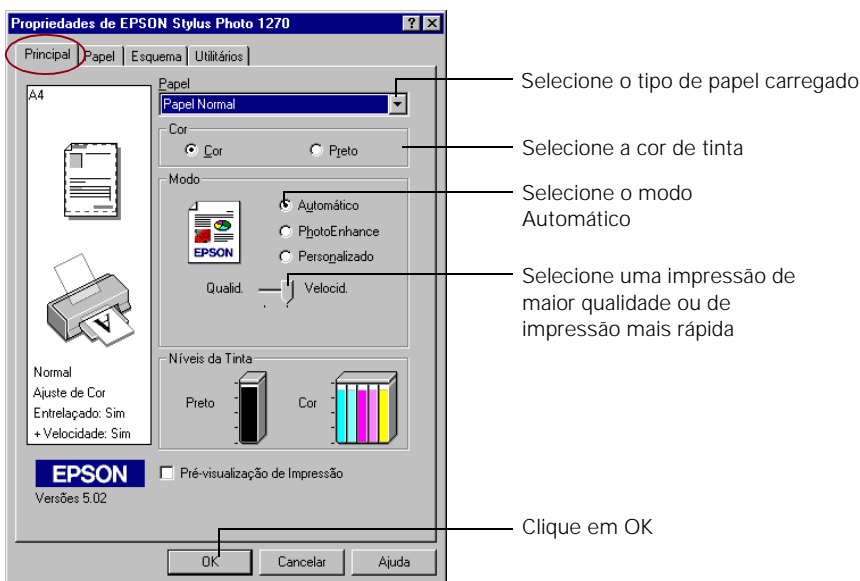 Propriedades de EPSON Stylus Photo 1270
Principal Papel Esquema Utilitários
A4
Papel
Papel Normal
Selecione o tipo de papel carregado
Cor
Cor Preto
Selecione a cor de tinta
Modo
EPSON
Automático
PhotoEnhance
Personalizado
Selecione o modo
Automático
Qualid. Velocid.
Selecione uma impressão de
maior qualidade ou de
impressão mais rápida
A
Normal
Ajuste de Cor
Entrelaçado: Sim
+ Velocidade: Sim
Níveis da Tinta
Preto Cor
EPSON
Versões 5.02
Pré-visualização de Impressão
Clique em OK
OK Cancelar Ajuda